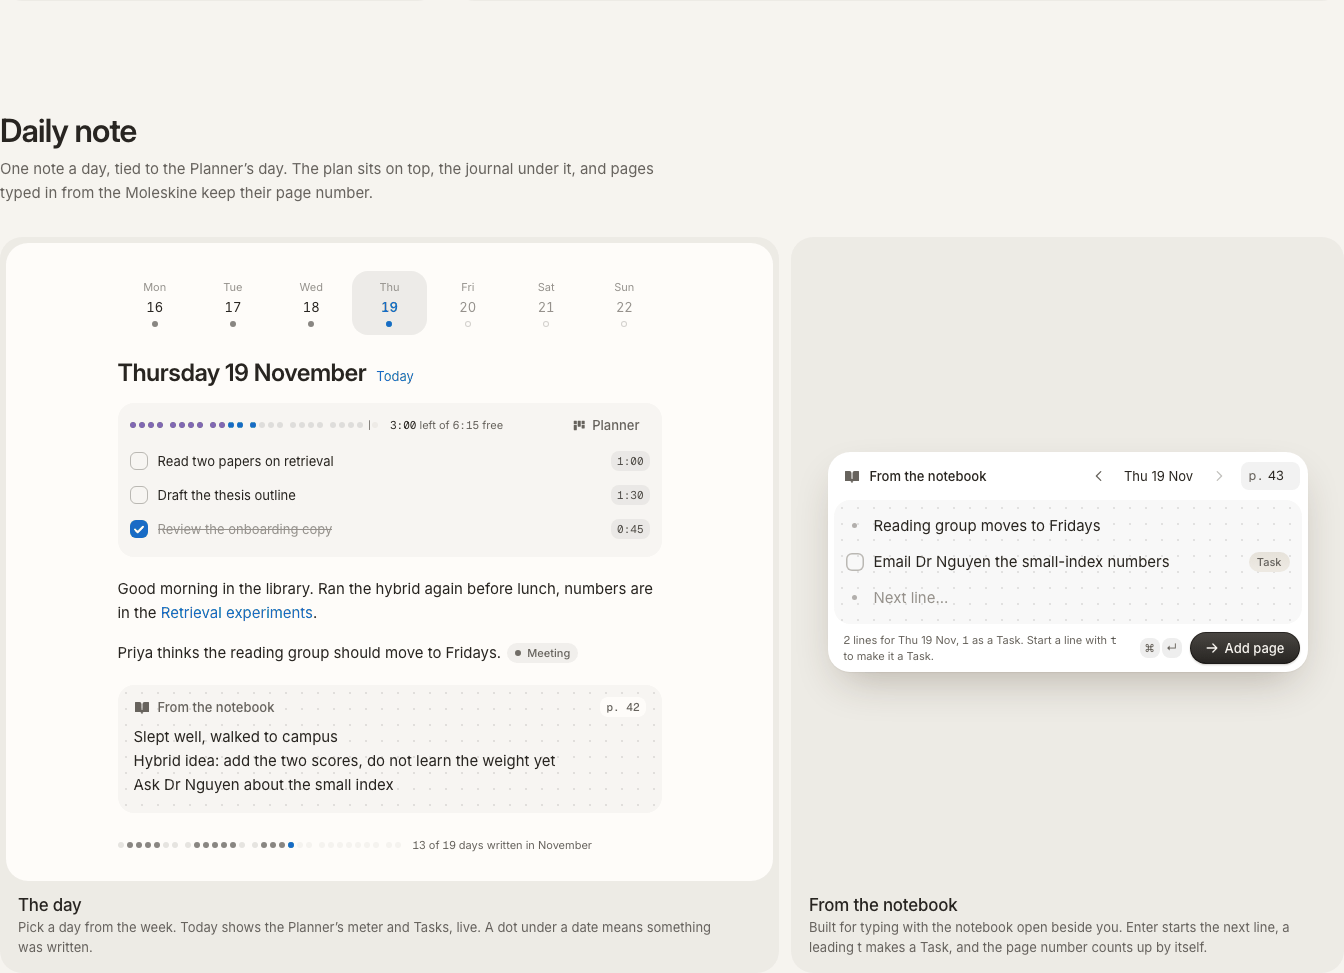 Daily note
One note a day, tied to the Planner’s day. The plan sits on top, the journal under it, and pages
typed in from the Moleskine keep their page number.
Mon Tue Wed Thu Fri Sat Sun
16 17 18 19 20 21 22
Thursday 19 November Today
3:00 left of 6:15 free Planner
Read two papers on retrieval 1:00
Draft the thesis outline 1:30
Review the onboarding copy 0:45
Good morning in the library. Ran the hybrid again before lunch, numbers are
in the Retrieval experiments.
Priya thinks the reading group should move to Fridays. Meeting
From the notebook p. 42
Slept well, walked to campus
Hybrid idea: add the two scores, do not learn the weight yet
Ask Dr Nguyen about the small index
13 of 19 days written in November
The day
Pick a day from the week. Today shows the Planner’s meter and Tasks, live. A dot under a date means something
was written.
From the notebook Thu 19 Nov p. 43
Reading group moves to Fridays
Email Dr Nguyen the small-index numbers Task
Next line...
2 lines for Thu 19 Nov, 1 as a Task. Start a line with t
to make it a Task.
⌘ ↵ → Add page
From the notebook
Built for typing with the notebook open beside you. Enter starts the next line, a
leading t makes a Task, and the page number counts up by itself.